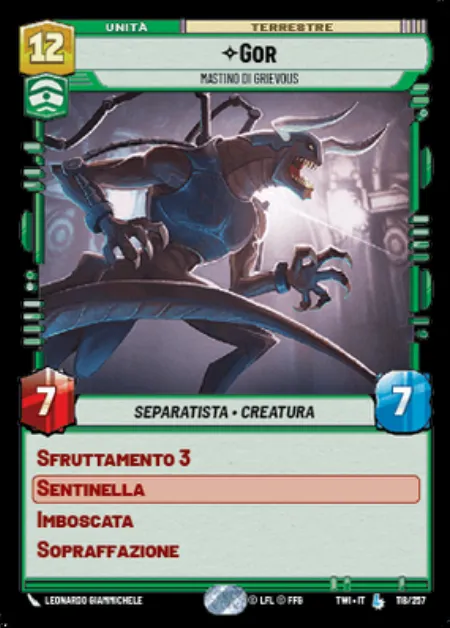 UNITÀ
TERRESTRE
12
GOR
MASTINO DI GRIEVOUS
7
SEPARATISTA • CREATURA
7
SFRUTTAMENTO 3
SENTINELLA
IMBOSCATA
SOPRAFFAZIONE
LEONARDO GIAMMICHELE
© LFL © FFG
TWI • IT
118/257